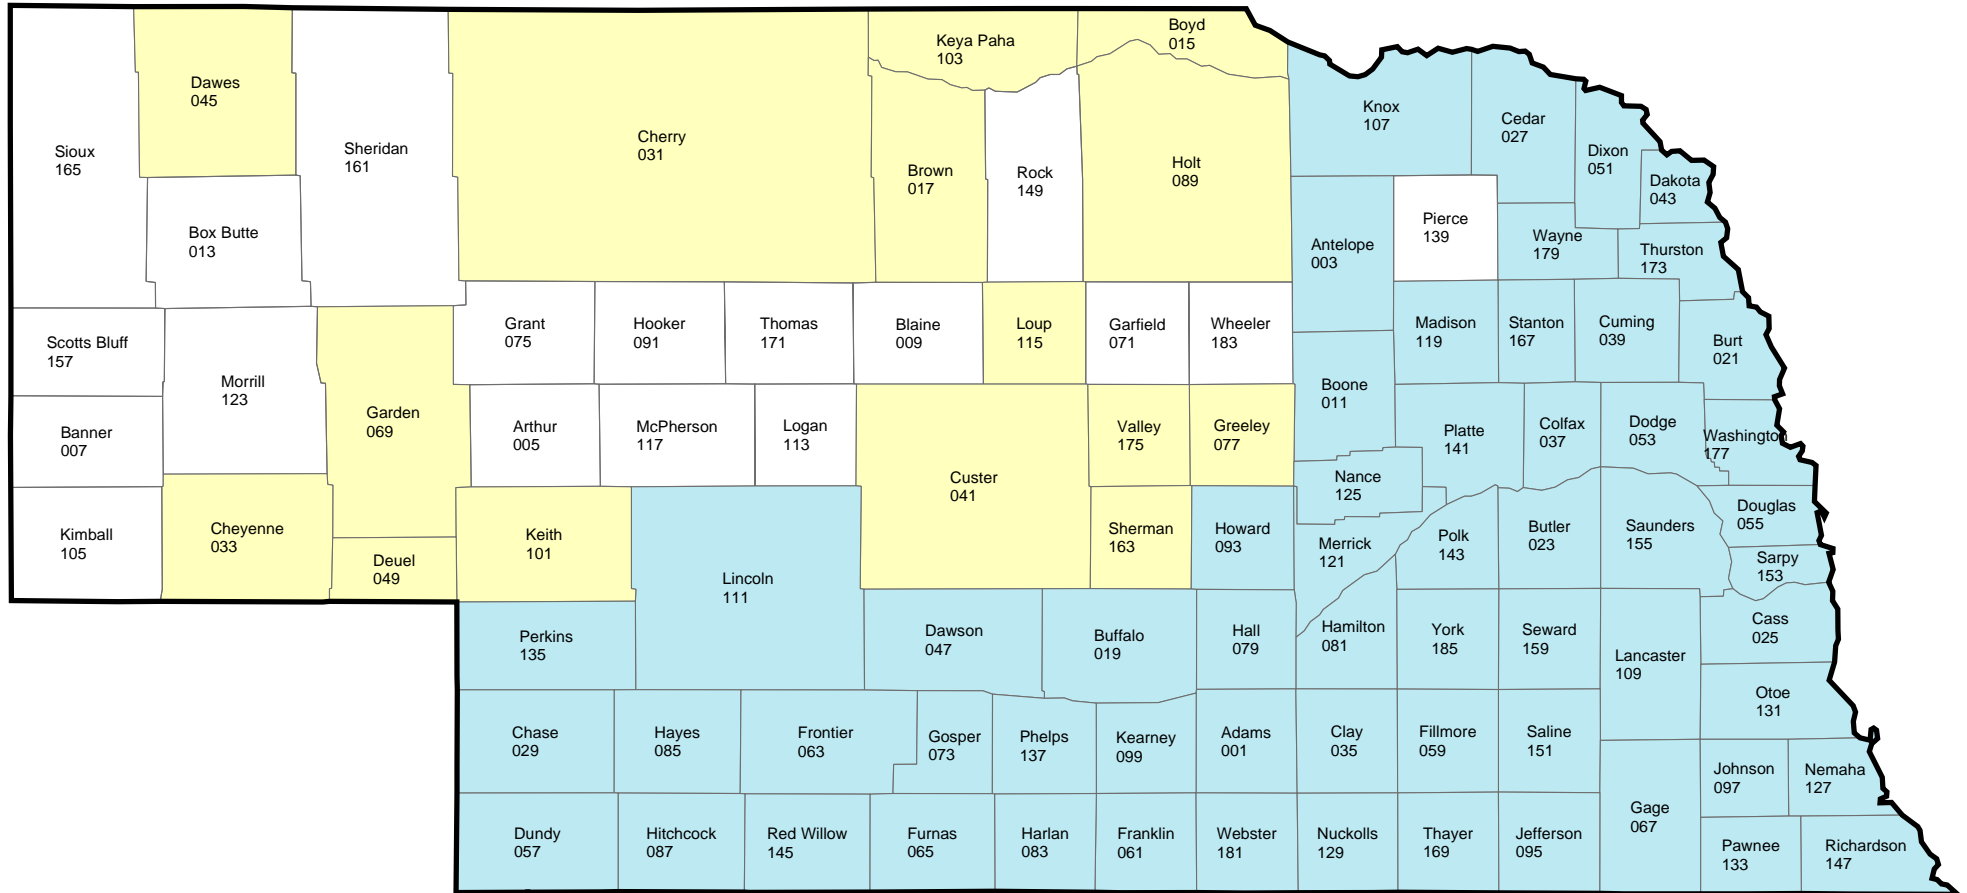 Sioux
165
Dawes
045
Sheridan
161
Cherry
031
Keya Paha
103
Boyd
015
Box Butte
013
Brown
017
Rock
149
Holt
089
Knox
107
Cedar
027
Dixon
051
Dakota
043
Antelope
003
Pierce
139
Wayne
179
Thurston
173
Scotts Bluff
157
Morrill
123
Garden
069
Grant
075
Hooker
091
Thomas
171
Blaine
009
Loup
115
Garfield
071
Wheeler
183
Madison
119
Stanton
167
Cuming
039
Burt
021
Banner
007
Arthur
005
McPherson
117
Logan
113
Custer
041
Valley
175
Greeley
077
Boone
011
Platte
141
Colfax
037
Dodge
053
Washington
177
Nance
125
Kimball
105
Cheyenne
033
Deuel
049
Keith
101
Lincoln
111
Sherman
163
Howard
093
Merrick
121
Polk
143
Butler
023
Saunders
155
Douglas
055
Sarpy
153
Perkins
135
Dawson
047
Buffalo
019
Hall
079
Hamilton
081
York
185
Seward
159
Lancaster
109
Cass
025
Otoe
131
Chase
029
Hayes
085
Frontier
063
Gosper
073
Phelps
137
Kearney
099
Adams
001
Clay
035
Fillmore
059
Saline
151
Johnson
097
Nemaha
127
Dundy
057
Hitchcock
087
Red Willow
145
Furnas
065
Harlan
083
Franklin
061
Webster
181
Nuckolls
129
Thayer
169
Jefferson
095
Gage
067
Pawnee
133
Richardson
147